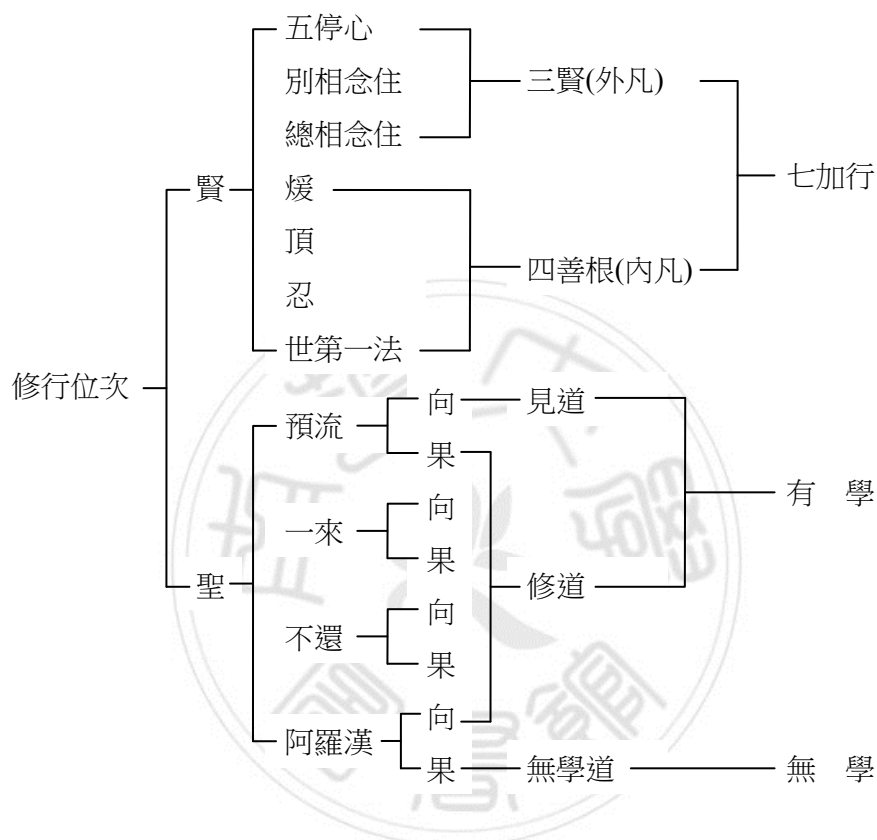 五停心
別相念住
三賢(外凡)
總相念住
七加行
賢
煖
頂
四善根(內凡)
忍
世第一法
修行位次
預流
向
見道
果
有 學
一來
向
果
聖
修道
不還
向
果
阿羅漢
向
果
無學道
無 學